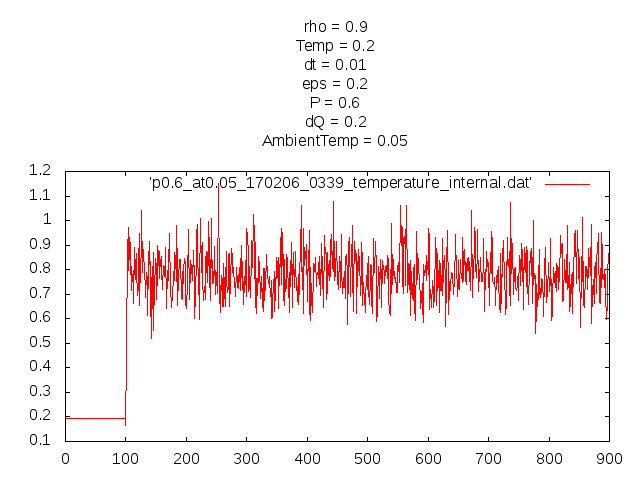 rho = 0.9
Temp = 0.2
dt = 0.01
eps = 0.2
P = 0.6
dQ = 0.2
AmbientTemp = 0.05
'p0.6_at0.05_170206_0339_temperature_internal.dat'
1.2
1.1
1
0.9
0.8
0.7
0.6
0.5
0.4
0.3
0.2
0.1
0 100 200 300 400 500 600 700 800 900